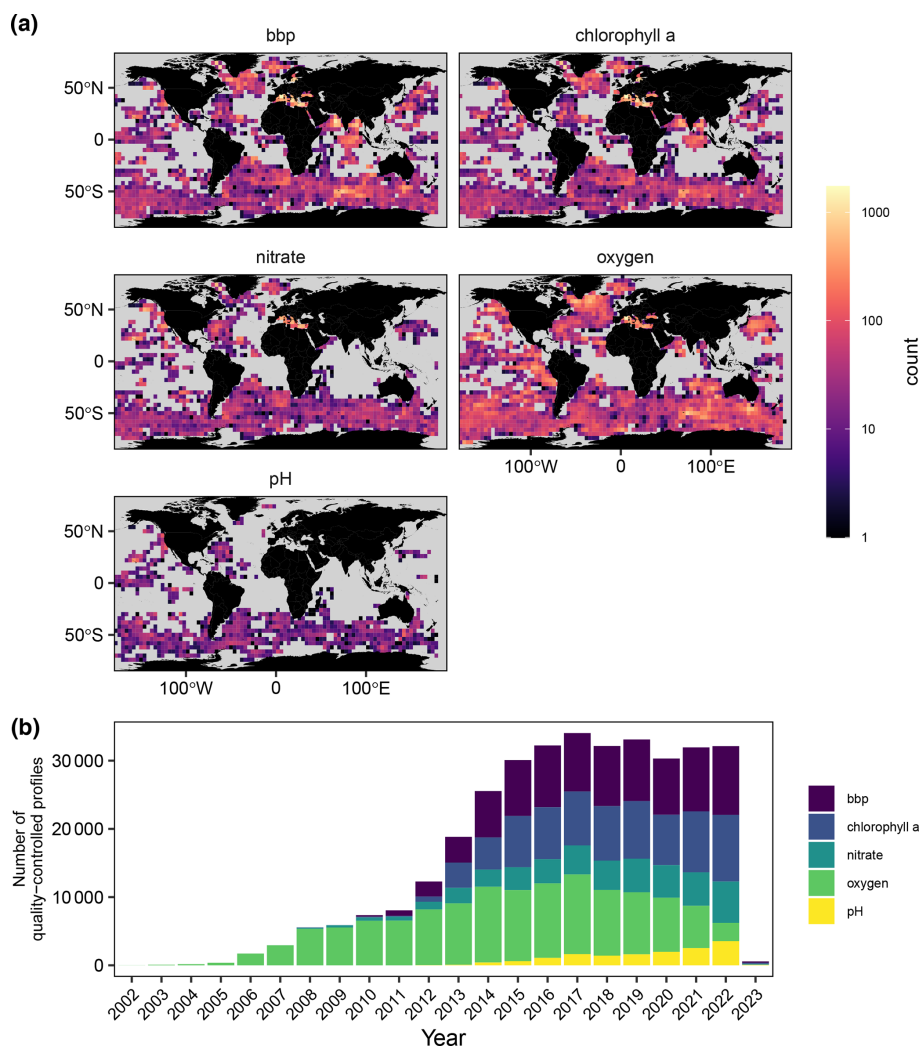 (a)
bbp
chlorophyll a
50°N
0
50°S
nitrate
oxygen
50°N
0
50°S
100°W
0
100°E
pH
50°N
0
50°S
100°W
0
100°E
1000
100
10
1
count
(b)
30 000
20 000
10 000
0
Number of
quality−controlled profiles
2002
2003
2004
2005
2006
2007
2008
2009
2010
2011
2012
2013
2014
2015
2016
2017
2018
2019
2020
2021
2022
2023
Year
bbp
chlorophyll a
nitrate
oxygen
pH